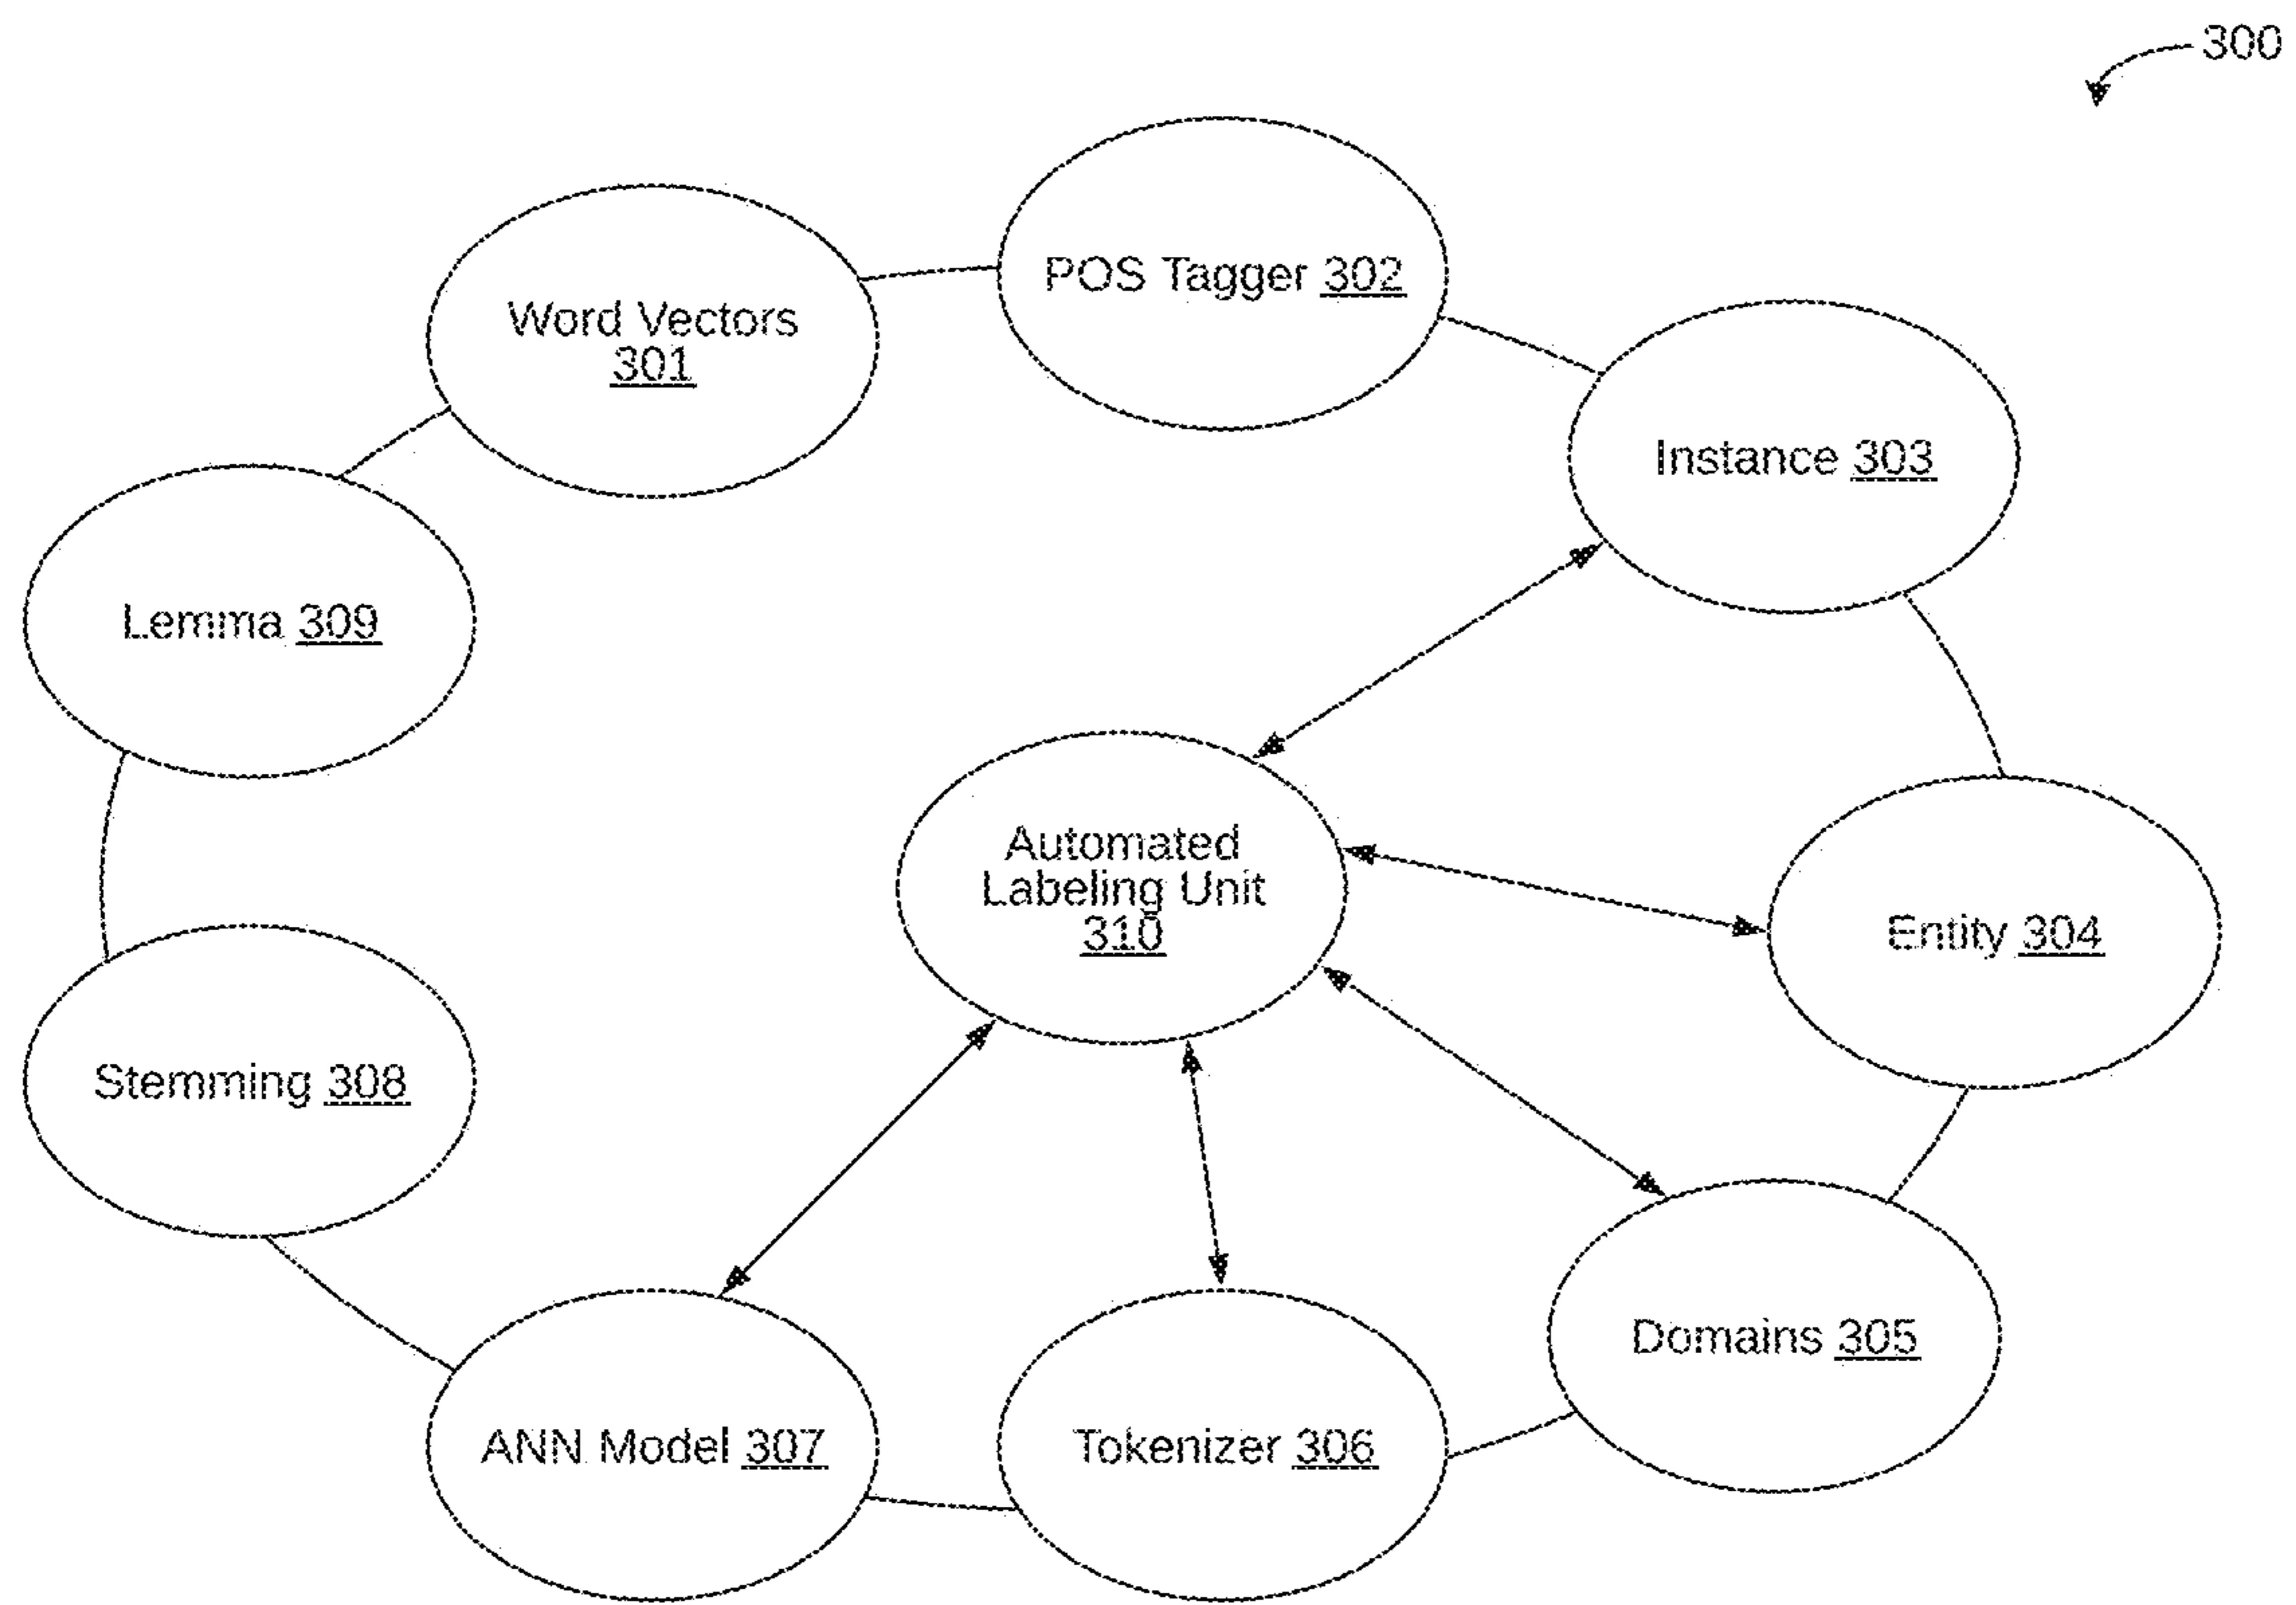 300
POS Tagger 302
Word Vectors
301
Instance 303
Lemma 309
Automated
Labeling Unit
310
Entity 304
Stemming 308
Domains 305
ANN Model 307
Tokenizer 306